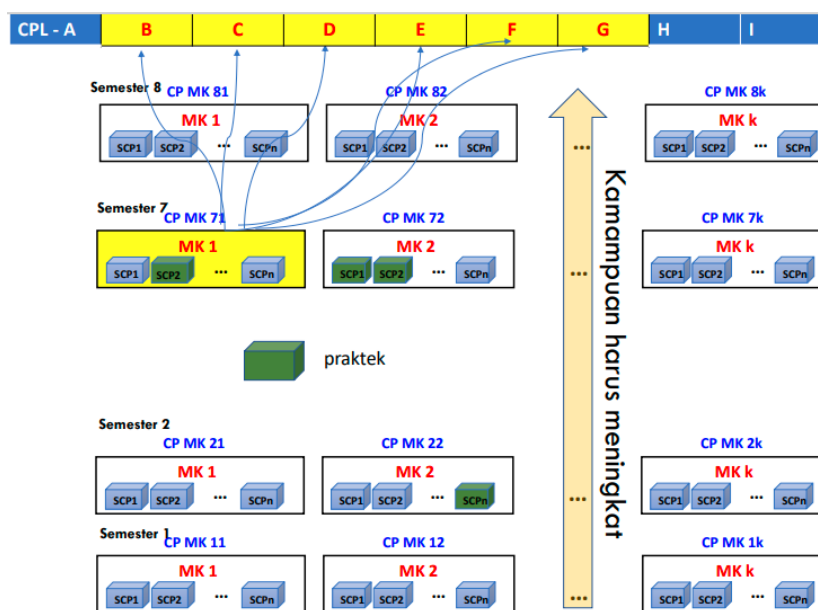 CPL - A B C D E F G H I
Semester 8
CP MK 81 CP MK 82 CP MK 8k
MK 1 MK 2 MK k
SCP1 SCP2 ... SCPn SCP1 SCP2 ... SCPn ... SCP1 SCP2 ... SCPn
Semester 7
CP MK 71 CP MK 72 CP MK 7k
MK 1 MK 2 MK k
SCP1 SCP2 ... SCPn SCP1 SCP2 ... SCPn ... SCP1 SCP2 ... SCPn
praktek
Kamampuan harus meningkat
Semester 2
CP MK 21 CP MK 22 CP MK 2k
MK 1 MK 2 MK k
SCP1 SCP2 ... SCPn SCP1 SCP2 ... SCPn ... SCP1 SCP2 ... SCPn
Semester 1
CP MK 11 CP MK 12 CP MK 1k
MK 1 MK 2 MK k
SCP1 SCP2 ... SCPn SCP1 SCP2 ... SCPn ... SCP1 SCP2 ... SCPn